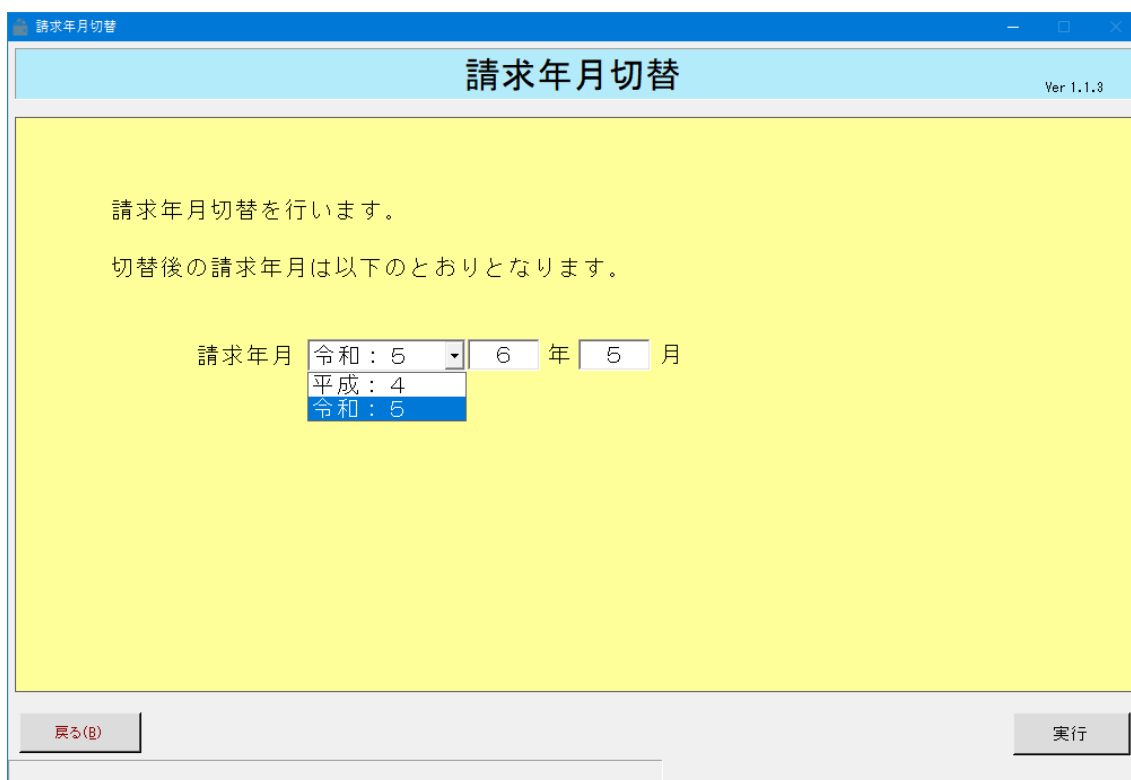 請求年月切替
請求年月切替
Ver 1.1.3
請求年月切替を行います。
切替後の請求年月は以下のとおりとなります。
請求年月 令和：５ ６ 年 ５ 月
平成：４
令和：５
戻る(B)
実行